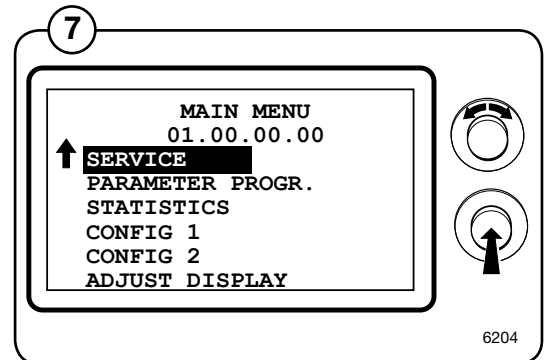 7
MAIN MENU
01.00.00.00
SERVICE
PARAMETER PROGR.
STATISTICS
CONFIG 1
CONFIG 2
ADJUST DISPLAY
6204